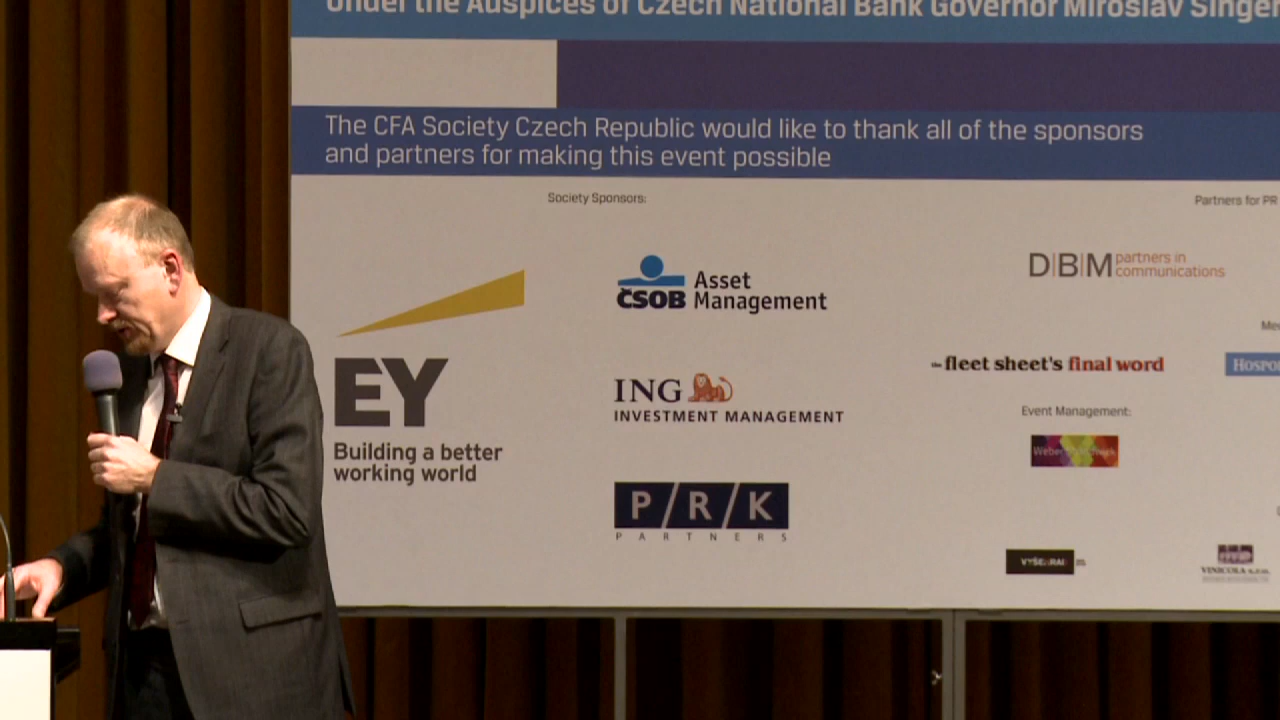 Under the Auspices of Czech National Bank Governor Miroslav Singer
The CFA Society Czech Republic would like to thank all of the sponsors
and partners for making this event possible
Society Sponsors:
Partners for PR
EY
Building a better
working world
ČSOB Asset
Management
ING
INVESTMENT MANAGEMENT
P/R/K
PARTNERS
D|B|M partners in
communications
the fleet sheet's final word
Event Management:
VINICOLA s.r.o.